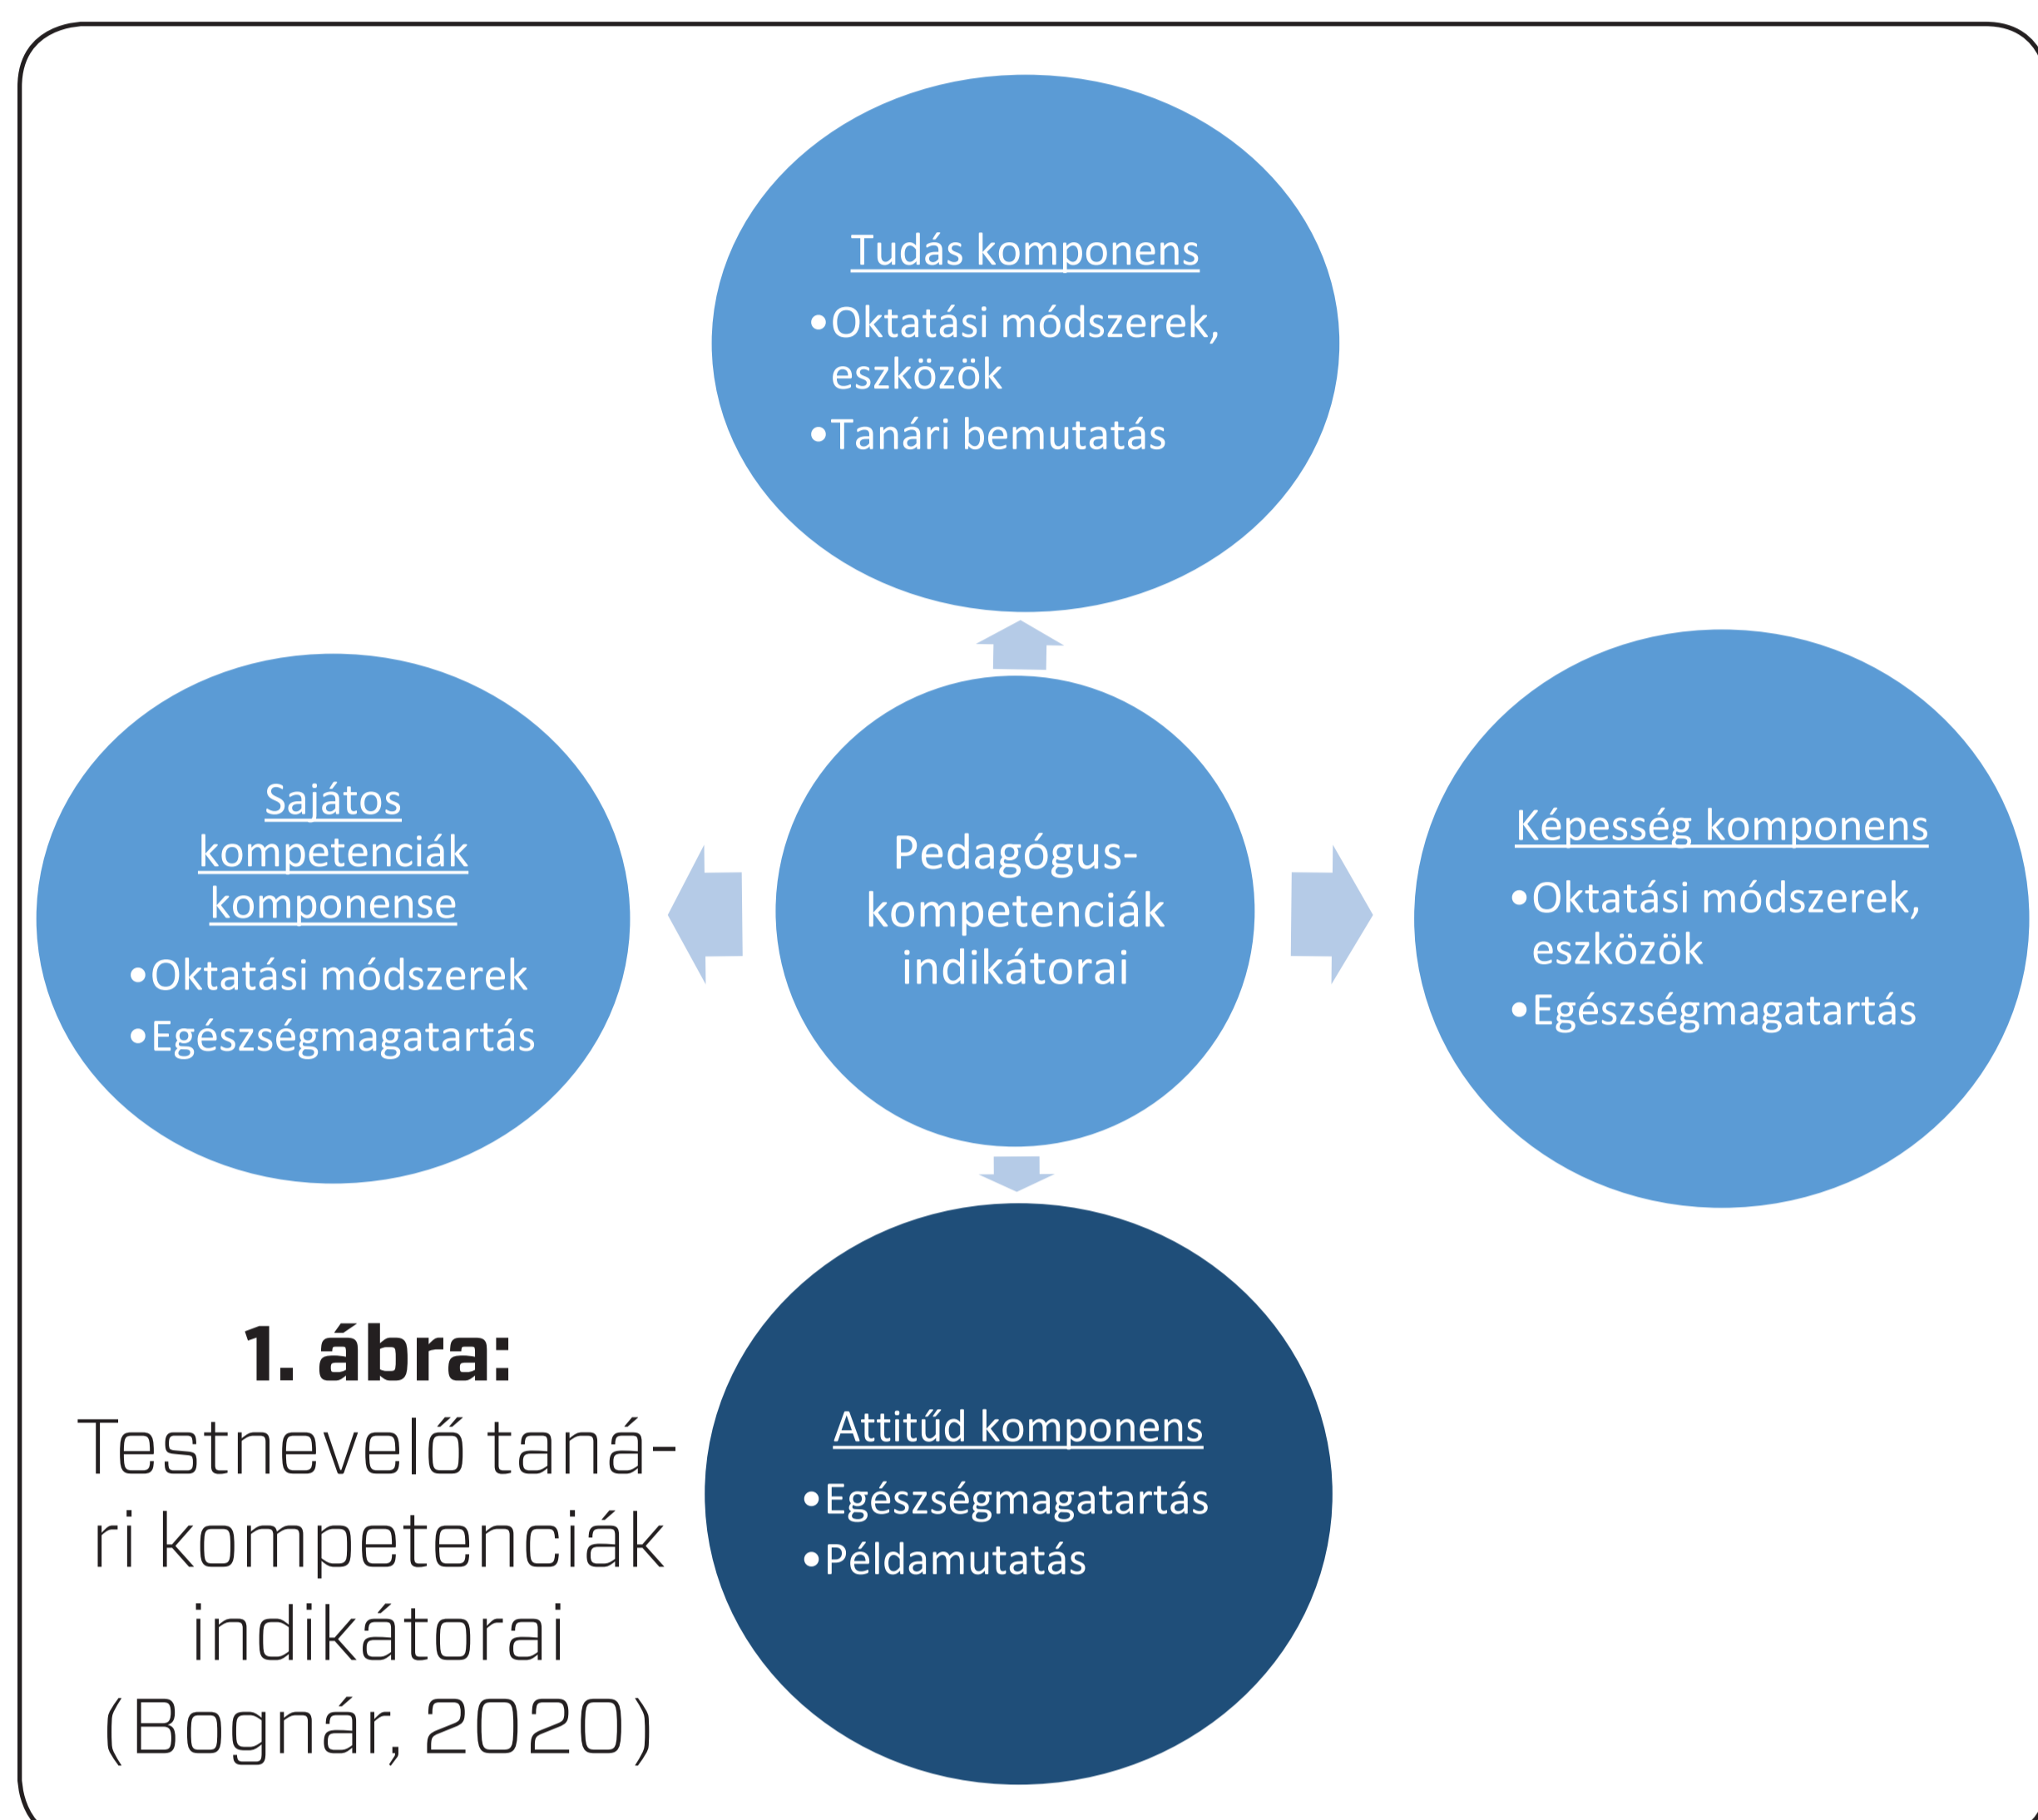 Tudás komponens
•Oktatási módszerek,
eszközök
•Tanári bemutatás
Sajátos
kompetenciák
komponense
•Oktatási módszerek
•Egészségmagatartás
Pedagógus-
kompetenciák
indikátorai
Képesség komponens
•Oktatási módszerek,
eszközök
•Egészségmagatartás
Attitűd komponens
•Egészségmagatartás
•Példamutatás
1. ábra:
Testnevelő taná-
ri kompetenciák
indikátorai
(Bognár, 2020)